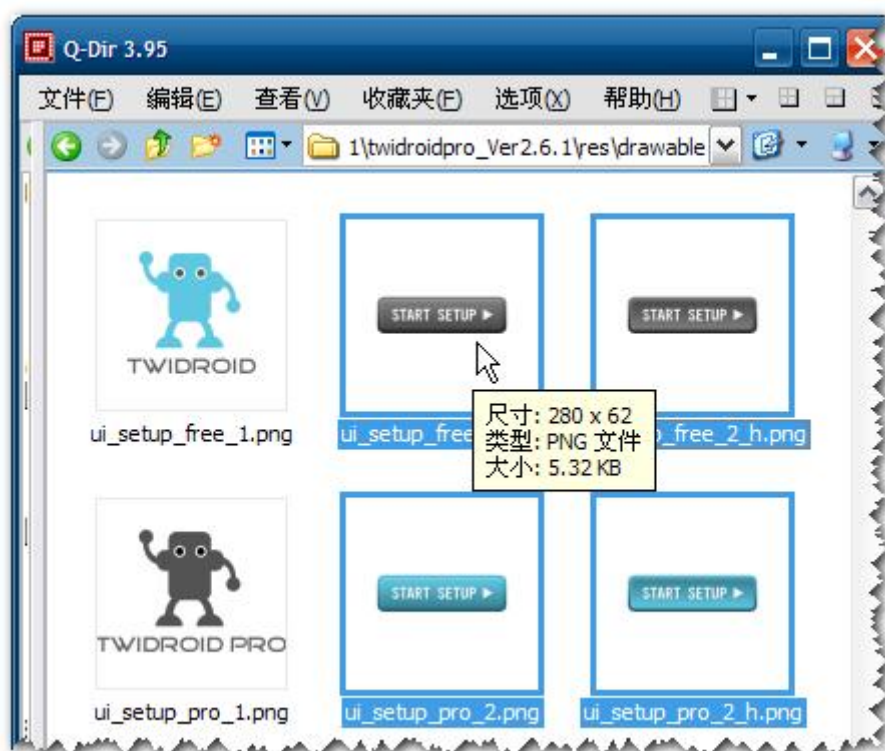 Q-Dir 3.95
文件(F) 编辑(E) 查看(V) 收藏夹(F) 选项(X) 帮助(H)
1\twidroidpro_Ver2.6.1\res\drawable
START SETUP
START SETUP
TWIDROID
尺寸: 280 x 62
ui_setup_free_1.png ui_setup_free _free_2_h.png
类型: PNG 文件
大小: 5.32 KB
START SETUP
START SETUP
TWIDROID PRO
ui_setup_pro_1.png ui_setup_pro_2.png ui_setup_pro_2_h.png